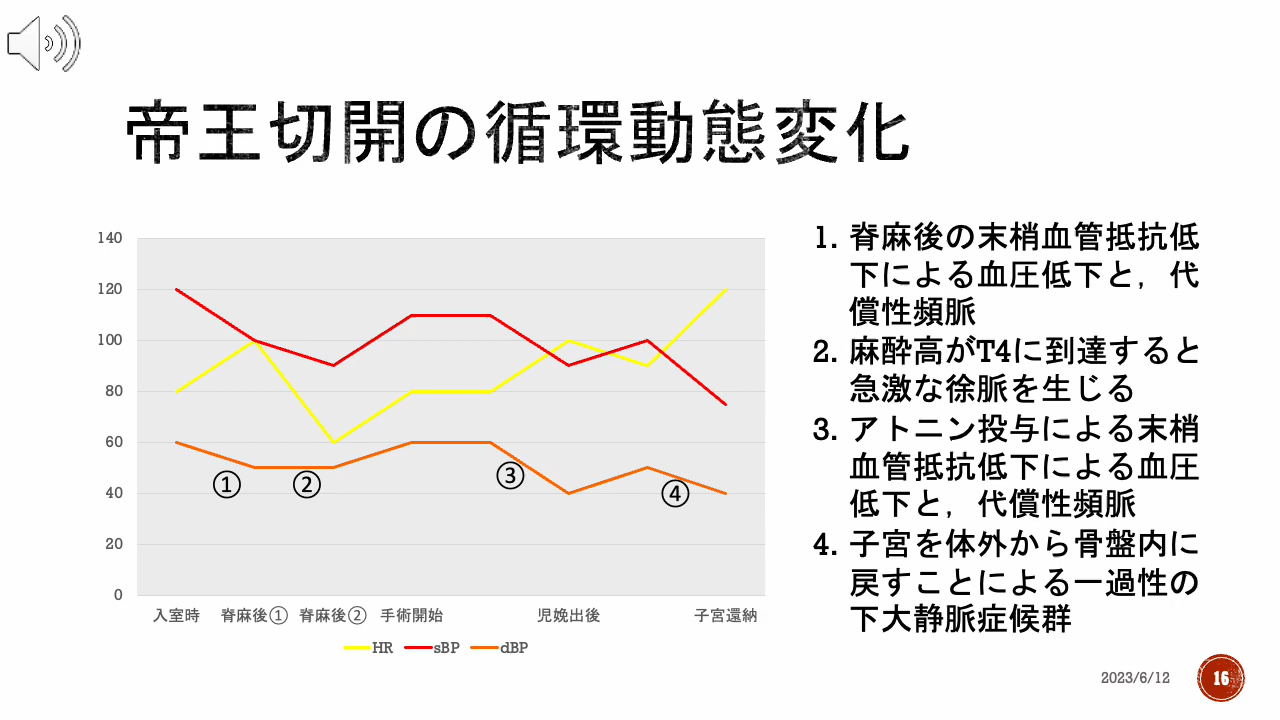 帝王切開の循環動態変化
140
120
100
80
60
40
20
0
①
②
③
④
入室時
脊麻後①
脊麻後②
手術開始
児娩出後
子宮還納
HR
sBP
dBP
1. 脊麻後の末梢血管抵抗低
下による血圧低下と，代
償性頻脈
2. 麻酔高がT4に到達すると
急激な徐脈を生じる
3. アトニン投与による末梢
血管抵抗低下による血圧
低下と，代償性頻脈
4. 子宮を体外から骨盤内に
戻すことによる一過性の
下大静脈症候群
2023/6/12
16